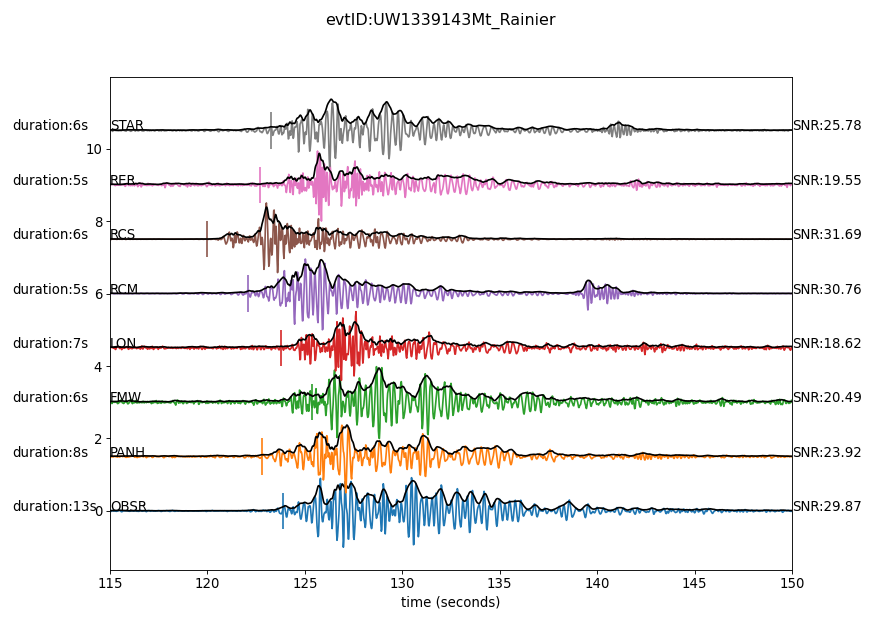 evtID:UW1339143Mt_Rainier
duration:6s STAR SNR:25.78
10
duration:5s RER SNR:19.55
8
duration:6s RCS SNR:31.69
duration:5s RCM SNR:30.76
6
duration:7s LON SNR:18.62
4
duration:6s FMW SNR:20.49
2
duration:8s PANH SNR:23.92
duration:13s 0 OBSR SNR:29.87
115 120 125 130 135 140 145 150
time (seconds)